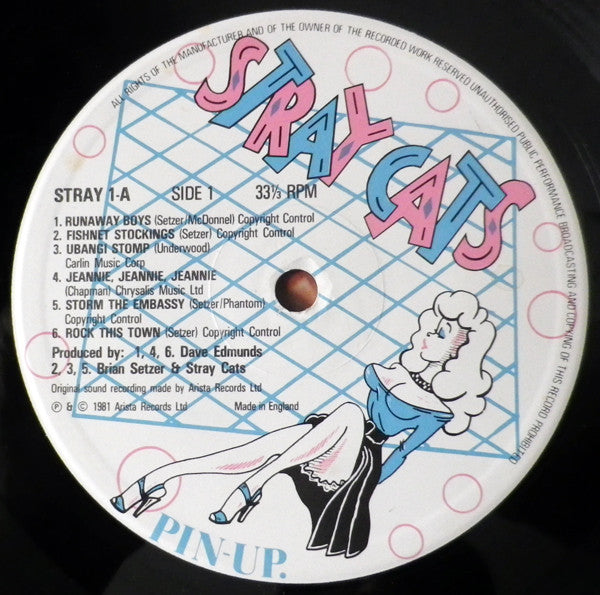 ALL RIGHTS OF THE MANUFACTURER AND OF THE OWNER OF THE RECORDED WORK RESERVED UNAUTHORISED PUBLIC PERFORMANCE BROADCASTING AND COPYING OF THIS RECORD PROHIBITED
STRAY CATS
STRAY 1-A SIDE 1 33⅓ RPM
1. RUNAWAY BOYS (Setzer/McDonnel) Copyright Control
2. FISHNET STOCKINGS (Setzer) Copyright Control
3. UBANGI STOMP (Underwood)
Carlin Music Corp
4. JEANNIE, JEANNIE, JEANNIE
(Chapman) Chrysalis Music Ltd
5. STORM THE EMBASSY (Setzer/Phantom)
Copyright Control
6. ROCK THIS TOWN (Setzer) Copyright Control
Produced by: 1, 4, 6. Dave Edmunds
2, 3, 5. Brian Setzer & Stray Cats
Original sound recording made by Arista Records Ltd
℗ & © 1981 Arista Records Ltd Made in England
PIN-UP.